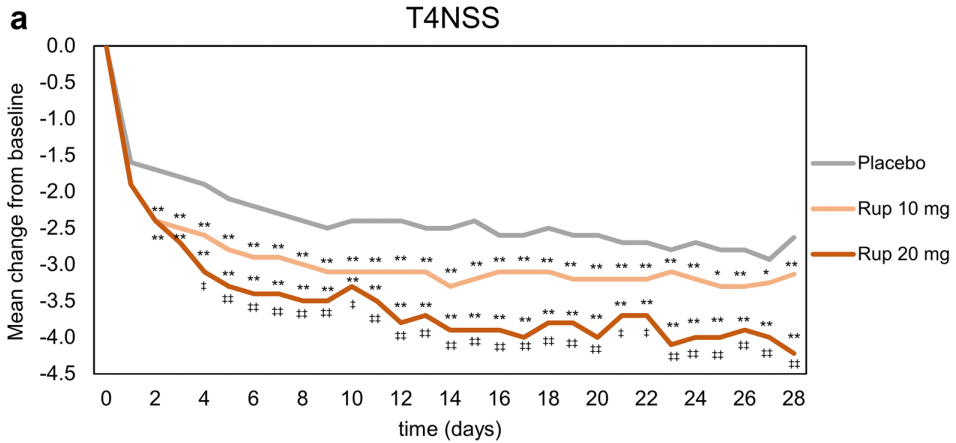 a
T4NSS
0.0
-0.5
-1.0
-1.5
-2.0
-2.5
-3.0
-3.5
-4.0
-4.5
Mean change from baseline
** ** ** ** ** ** ** ** ** ** ** ** ** ** ** ** ** ** ** ** ** ** ** ** * ** * **
** ** ** ** ** ** ** ** ** ** ** ** ** ** ** ** ** ** ** ** ** ** ** ** ** ** **
‡ ‡‡ ‡‡ ‡‡ ‡‡ ‡‡ ‡ ‡‡ ‡‡ ‡‡ ‡‡ ‡‡ ‡‡ ‡‡ ‡‡ ‡‡ ‡‡ ‡ ‡ ‡‡ ‡‡ ‡‡ ‡‡ ‡‡ ‡‡
0 2 4 6 8 10 12 14 16 18 20 22 24 26 28
time (days)
Placebo
Rup 10 mg
Rup 20 mg